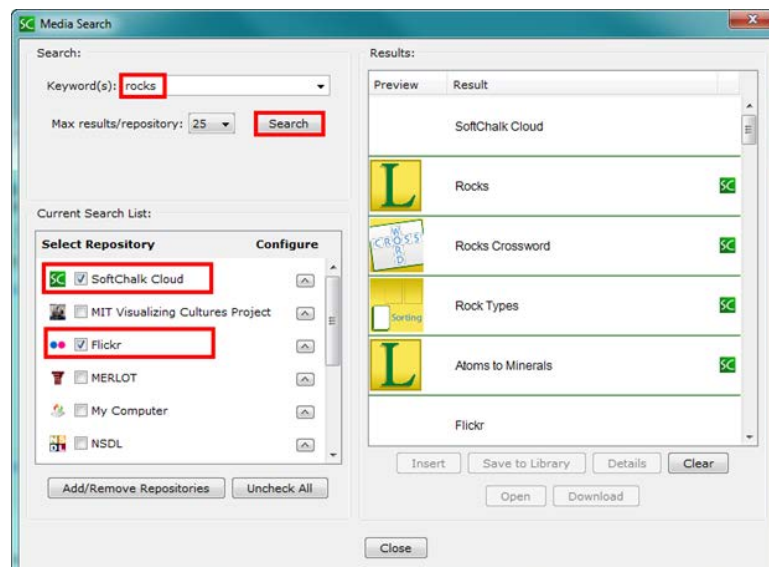 SC Media Search
Search:
Keyword(s): rocks
Max results/repository: 25 Search
Current Search List:
Select Repository Configure
SC SoftChalk Cloud
MIT Visualizing Cultures Project
Flickr
MERLOT
My Computer
NSDL
Add/Remove Repositories Uncheck All
Results:
Preview Result
SoftChalk Cloud
L Rocks SC
CROSS WORD Rocks Crossword SC
Sorting Rock Types SC
L Atoms to Minerals SC
Flickr
Insert Save to Library Details Clear
Open Download
Close